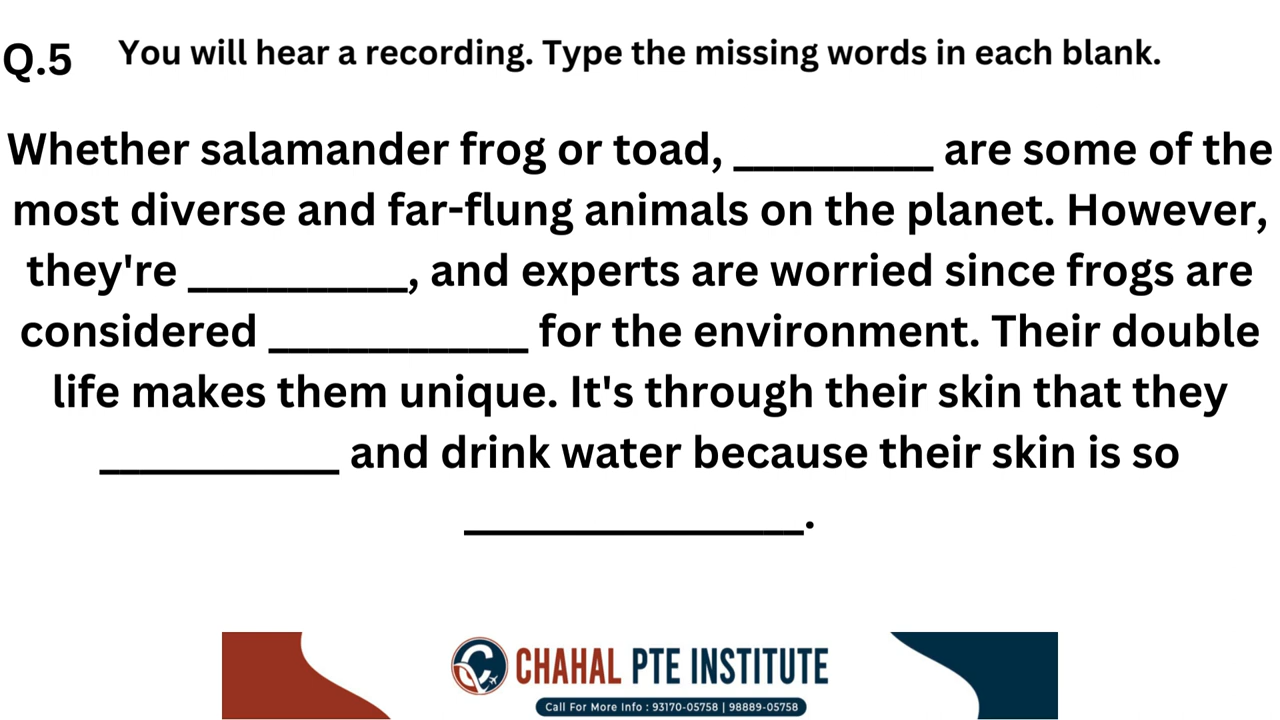 Q.5 You will hear a recording. Type the missing words in each blank.
Whether salamander frog or toad, __________ are some of the
most diverse and far-flung animals on the planet. However,
they're ___________, and experts are worried since frogs are
considered _____________ for the environment. Their double
life makes them unique. It's through their skin that they
____________ and drink water because their skin is so
_________________.
CHAHAL PTE INSTITUTE
Call For More Info : 93170-05758 | 98889-05758